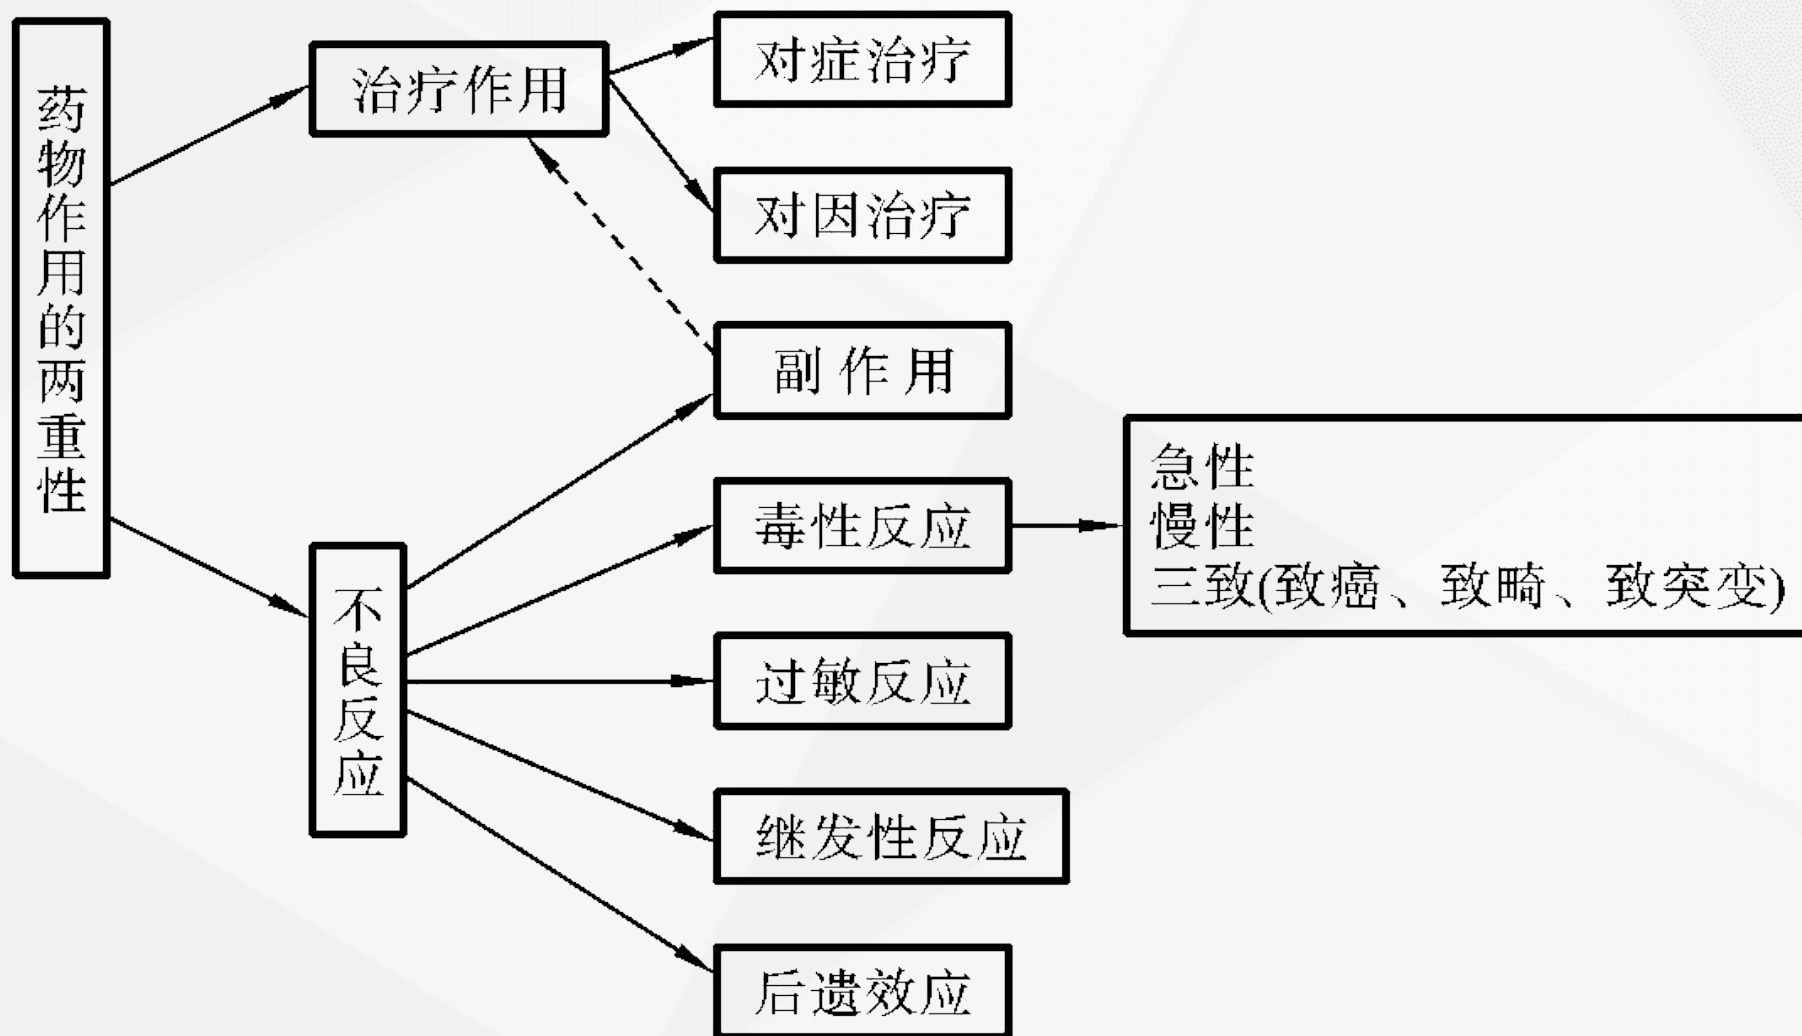 药物作用的两重性
治疗作用
对症治疗
对因治疗
副作用
不良反应
毒性反应
急性
慢性
三致(致癌、致畸、致突变)
过敏反应
继发性反应
后遗效应